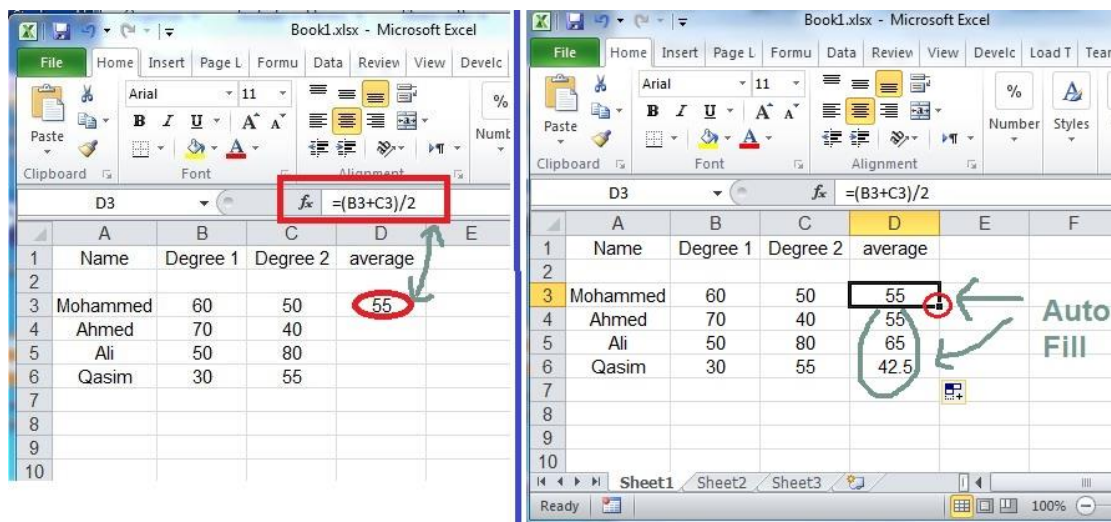 Book1.xlsx - Microsoft Excel
File Home Insert Page L Formu Data Review View Develc
Arial 11
B I U A A
%
Paste
Numb
Clipboard Font Alignment
D3 fx =(B3+C3)/2
A B C D E
1 Name Degree 1 Degree 2 average
2
3 Mohammed 60 50 55
4 Ahmed 70 40
5 Ali 50 80
6 Qasim 30 55
7
8
9
10
Book1.xlsx - Microsoft Excel
File Home Insert Page L Formu Data Review View Develc Load T Tear
Arial 11
B I U A A
% A
Paste
Number Styles
Clipboard Font Alignment
D3 fx =(B3+C3)/2
A B C D E F
1 Name Degree 1 Degree 2 average
2
3 Mohammed 60 50 55
4 Ahmed 70 40 55
5 Ali 50 80 65
6 Qasim 30 55 42.5
7
8
9
10
Auto
Fill
Sheet1 Sheet2 Sheet3
Ready 100%